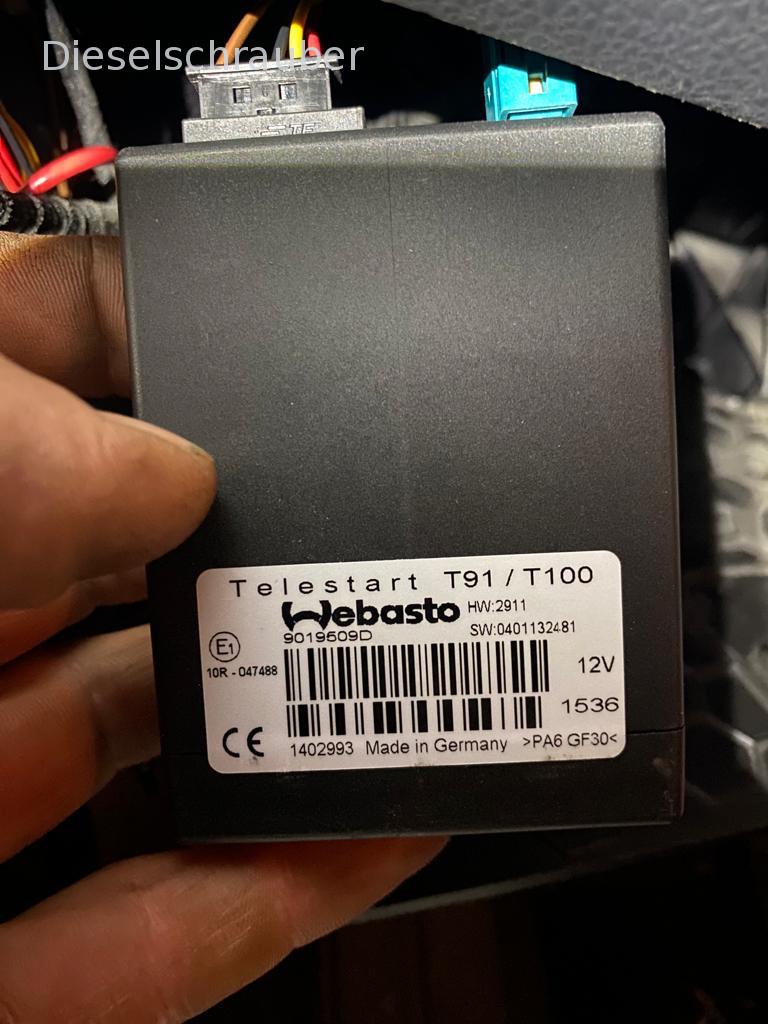 Dieselschrauber
Telestart T91 / T100
Webasto HW:2911
9019509D SW:0401132481
E1
10R - 047488
12V
1536
CE
1402993 Made in Germany >PA6 GF30<